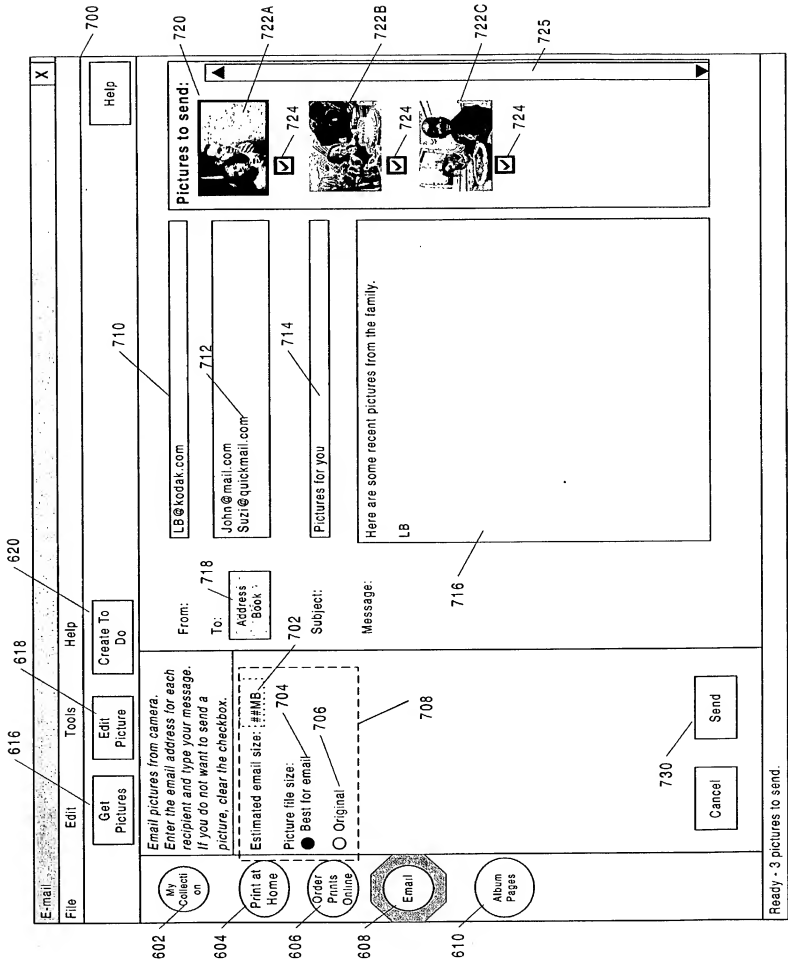 E-mail
X
File
Edit
Tools
Help
700
616
618
620
Get
Pictures
Edit
Picture
Create To
Do
Help
602
My
Collecti
on
604
Print at
Home
606
Order
Prints
Online
608
Email
610
Album
Pages
Email pictures from camera.
Enter the email address for each
recipient and type your message.
If you do not want to send a
picture, clear the checkbox.
Estimated email size: ##MB
702
Picture file size:
704
Best for email
706
Original
708
Cancel
Send
730
From:
LB@kodak.com
710
To:
718
Address
Book
John@mail.com
Suzi@quickmail.com
712
Subject:
Pictures for you
714
Message:
Here are some recent pictures from the family.
LB
716
Pictures to send:
720
722A
724
722B
724
722C
724
725
Ready - 3 pictures to send.